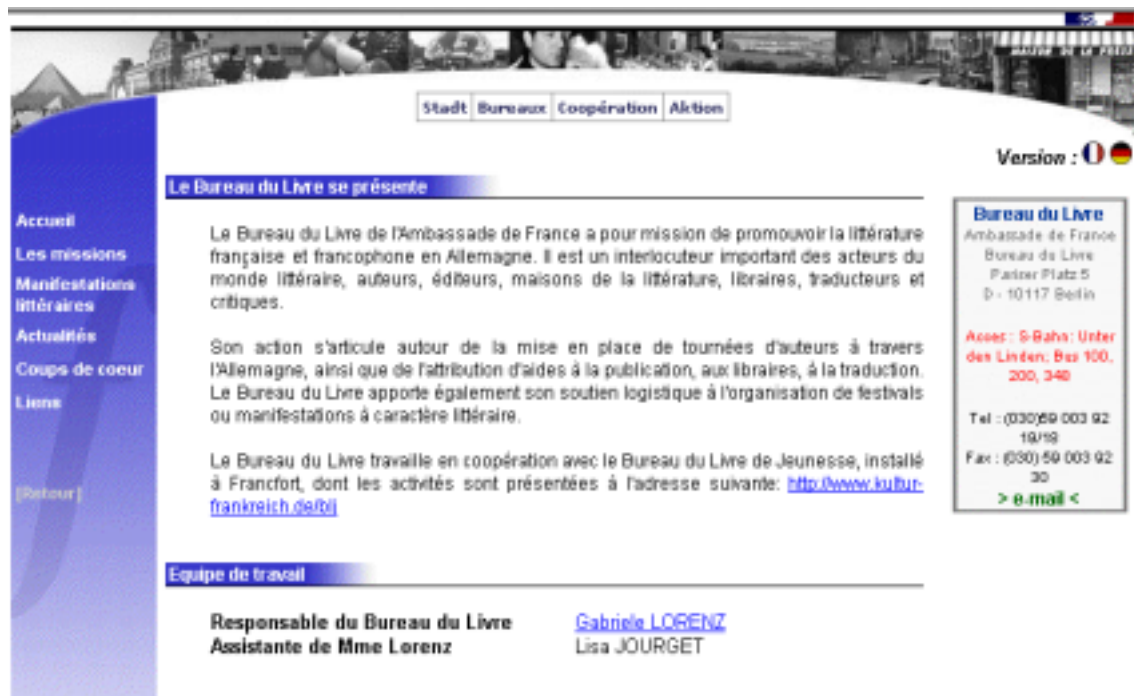 MAISON DE LA PRESSE
Stadt Bureaux Coopération Aktion
Version :
Le Bureau du Livre se présente
Accueil
Les missions
Manifestations
littéraires
Actualités
Coups de coeur
Liens
[Retour]
Le Bureau du Livre de l'Ambassade de France a pour mission de promouvoir la littérature
française et francophone en Allemagne. Il est un interlocuteur important des acteurs du
monde littéraire, auteurs, éditeurs, maisons de la littérature, libraires, traducteurs et
critiques.
Son action s'articule autour de la mise en place de tournées d'auteurs à travers
l'Allemagne, ainsi que de l'attribution d'aides à la publication, aux libraires, à la traduction.
Le Bureau du Livre apporte également son soutien logistique à l'organisation de festivals
ou manifestations à caractère littéraire.
Le Bureau du Livre travaille en coopération avec le Bureau du Livre de Jeunesse, installé
à Francfort, dont les activités sont présentées à l'adresse suivante: http://www.kultur-
frankreich.de/blj
Bureau du Livre
Ambassade de France
Bureau du Livre
Pariser Platz 5
D - 10117 Berlin
Acces : S-Bahn: Unter
den Linden; Bus 100,
200, 348
Tel : (030)59 003 92
18/19
Fax : (030) 59 003 92
30
> e-mail <
Equipe de travail
Responsable du Bureau du Livre Gabriele LORENZ
Assistante de Mme Lorenz Lisa JOURGET